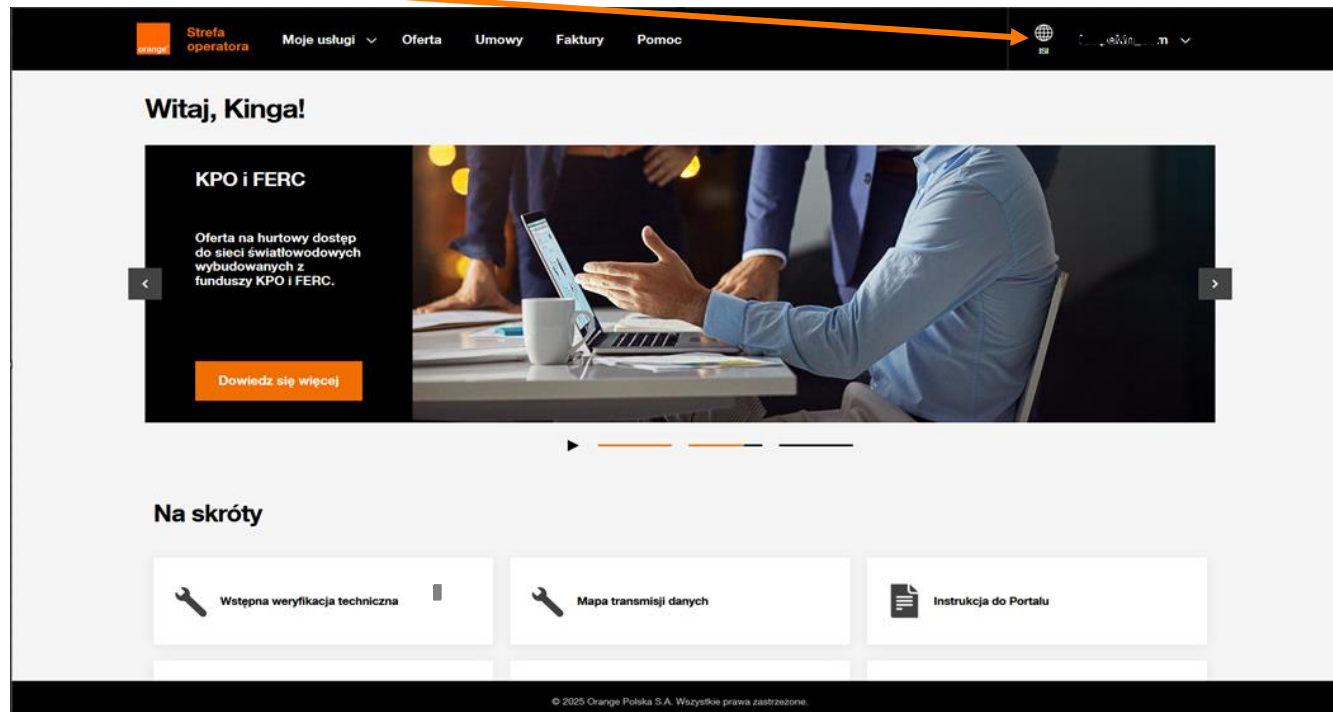 orange
Strefa
operatora
Moje usługi
Oferta
Umowy
Faktury
Pomoc
ISI
Witaj, Kinga!
KPO i FERC
Oferta na hurtowy dostęp
do sieci światłowodowych
wybudowanych z
funduszy KPO i FERC.
Dowiedz się więcej
Na skróty
Wstępna weryfikacja techniczna
Mapa transmisji danych
Instrukcja do Portalu
© 2025 Orange Polska S.A. Wszystkie prawa zastrzeżone.